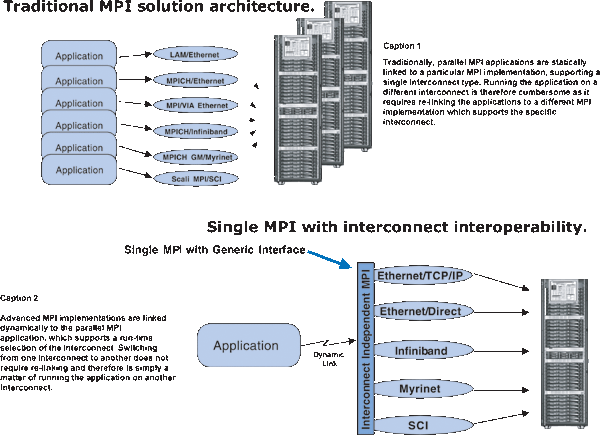 Traditional MPI solution architecture.
Application
LAM/Ethernet
Application
MPICH/Ethernet
Application
MPI/VIA Ethernet
Application
MPICH/Infiniband
Application
MPICH GM/Myrinet
Application
Scali MPI/SCI
Caption 1
Traditionally, parallel MPI applications are statically
linked to a particular MPI implementation, supporting a
single interconnect type. Running the application on a
different interconnect is therefore cumbersome as it
requires re-linking the applications to a different MPI
implementation which supports the specific
interconnect.
Single MPI with interconnect interoperability.
Single MPI with Generic Interface
Caption 2
Advanced MPI implementations are linked
dynamically to the parallel MPI
application, which supports a run-time
selection of the interconnect. Switching
from one interconnect to another does not
require re-linking and therefore is simply a
matter of running the application on another
interconnect.
Application
Dynamic
Link
Interconnect Independent MPI
Ethernet/TCP/IP
Ethernet/Direct
Infiniband
Myrinet
SCI